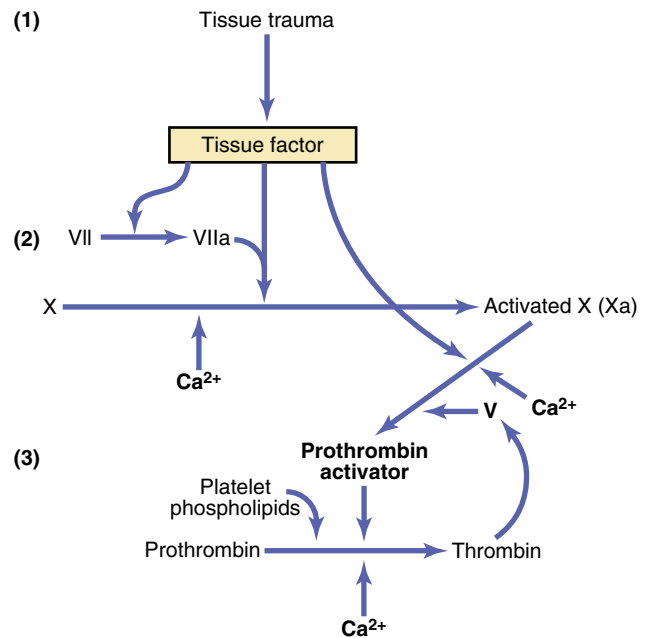 (1)
Tissue trauma
Tissue factor
(2)
VII
VIIa
X
Activated X (Xa)
Ca2+
V
Ca2+
(3)
Prothrombin
activator
Platelet
phospholipids
Prothrombin
Thrombin
Ca2+